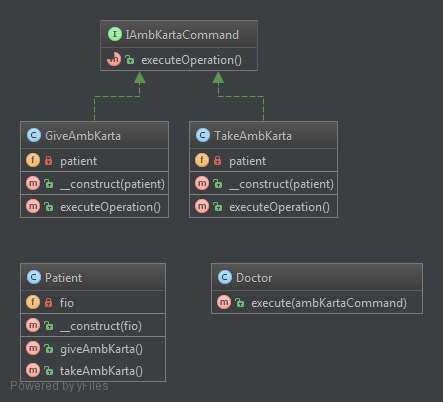 I IAmbKartaCommand
m executeOperation()
C GiveAmbKarta
f patient
m __construct(patient)
m executeOperation()
C TakeAmbKarta
f patient
m __construct(patient)
m executeOperation()
C Patient
f fio
m __construct(fio)
m giveAmbKarta()
m takeAmbKarta()
C Doctor
m execute(ambKartaCommand)
Powered by yFiles